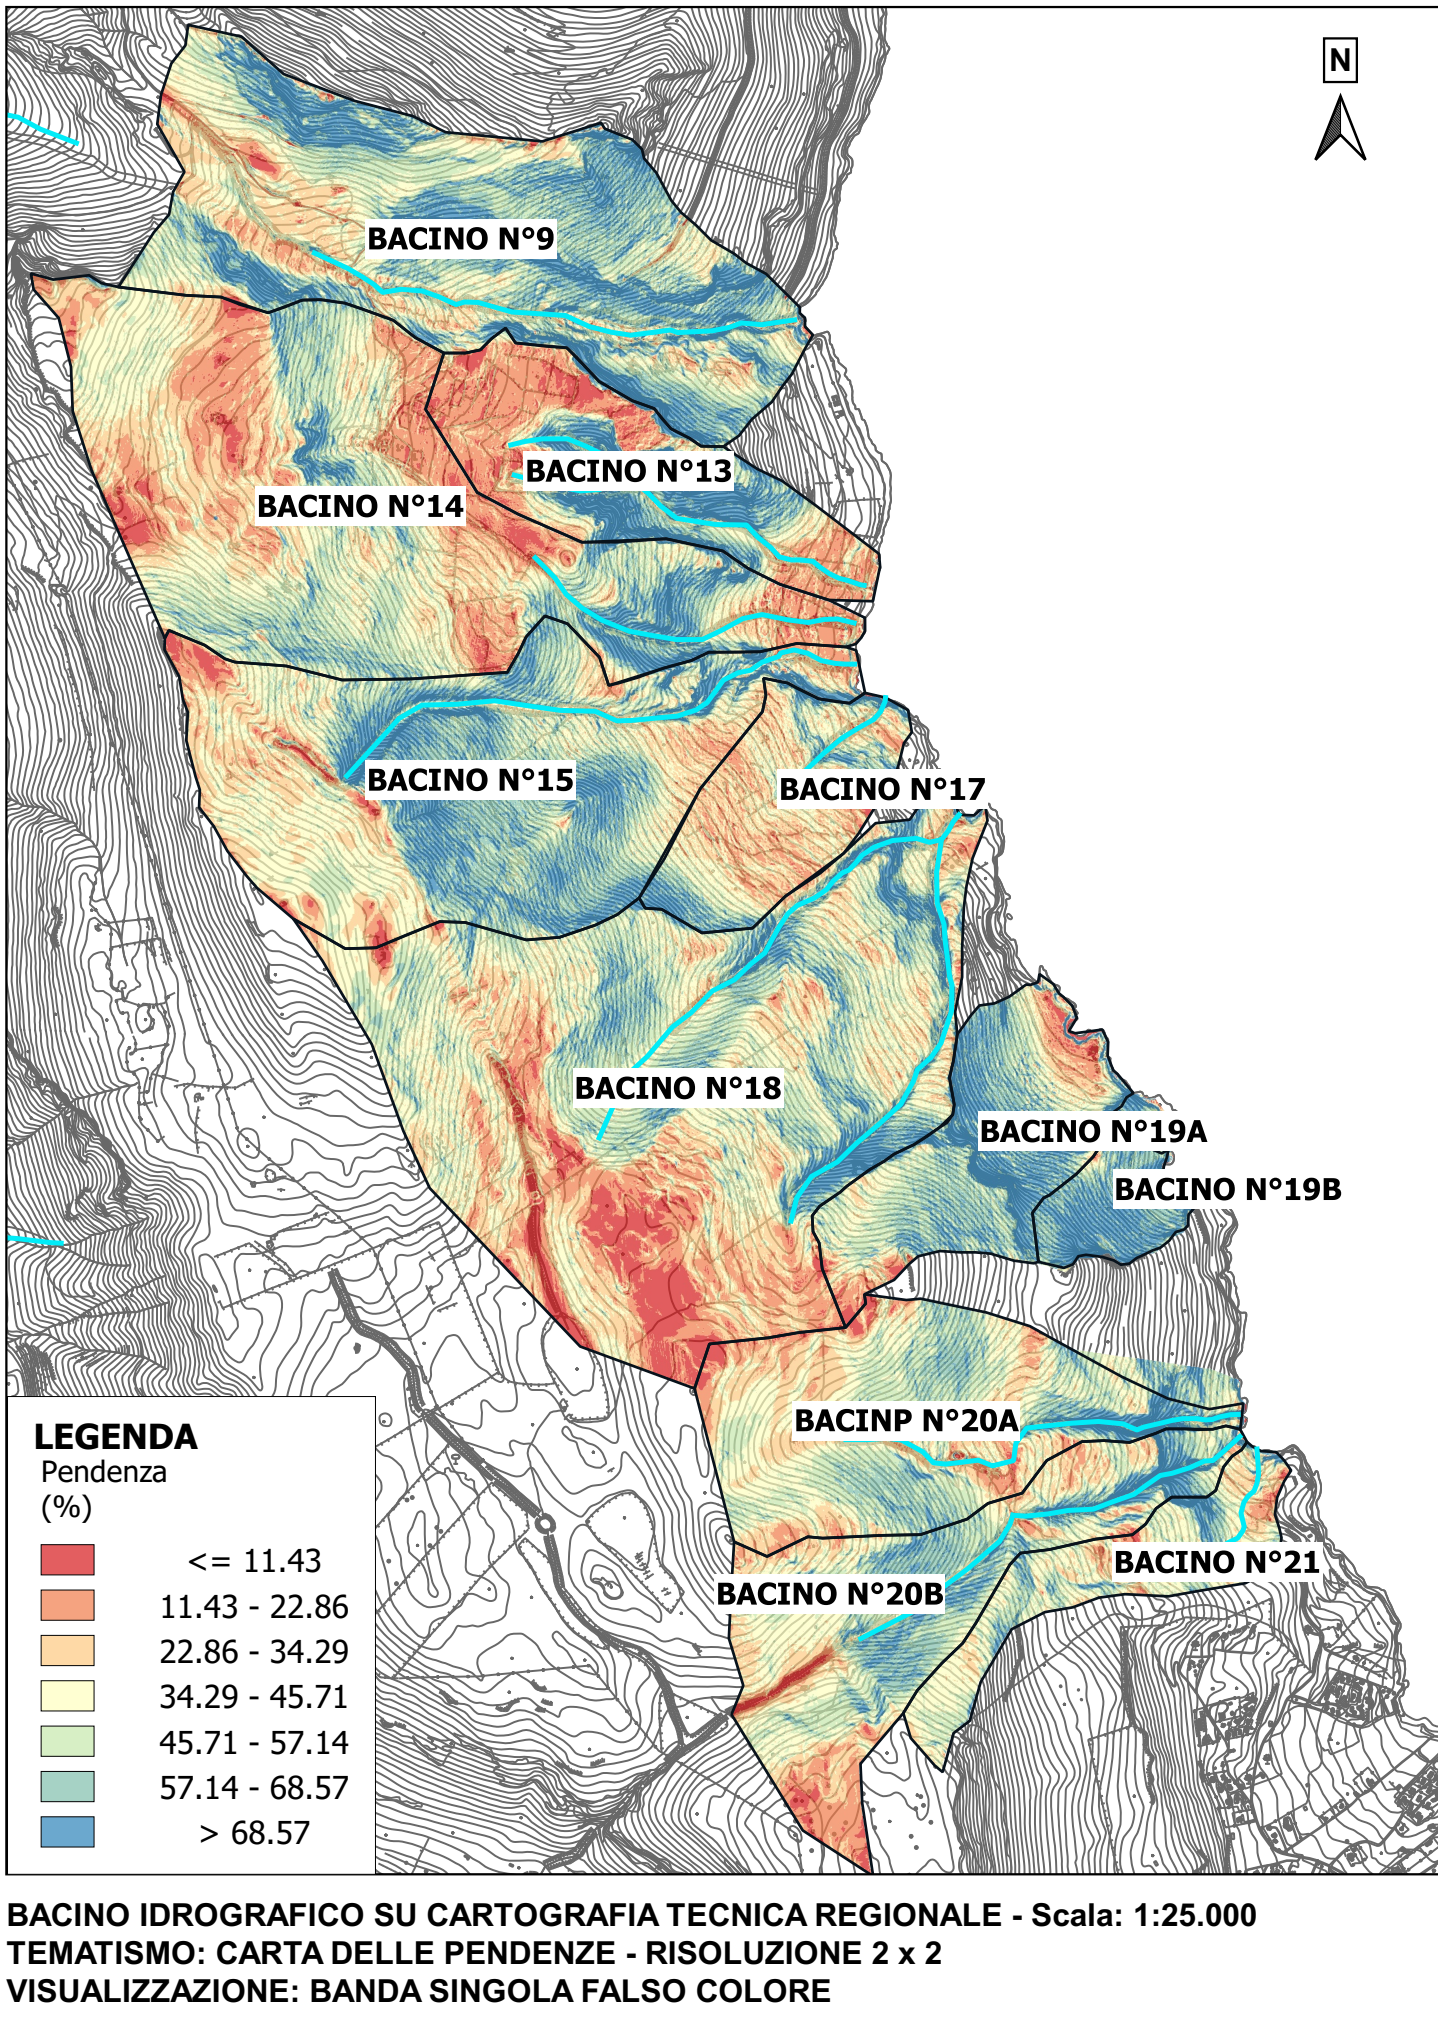 N
BACINO N°9
BACINO N°13
BACINO N°14
BACINO N°15
BACINO N°17
BACINO N°18
BACINO N°19A
BACINO N°19B
BACINP N°20A
BACINO N°21
BACINO N°20B
LEGENDA
Pendenza
(%)
<= 11.43
11.43 - 22.86
22.86 - 34.29
34.29 - 45.71
45.71 - 57.14
57.14 - 68.57
> 68.57
BACINO IDROGRAFICO SU CARTOGRAFIA TECNICA REGIONALE - Scala: 1:25.000
TEMATISMO: CARTA DELLE PENDENZE - RISOLUZIONE 2 x 2
VISUALIZZAZIONE: BANDA SINGOLA FALSO COLORE